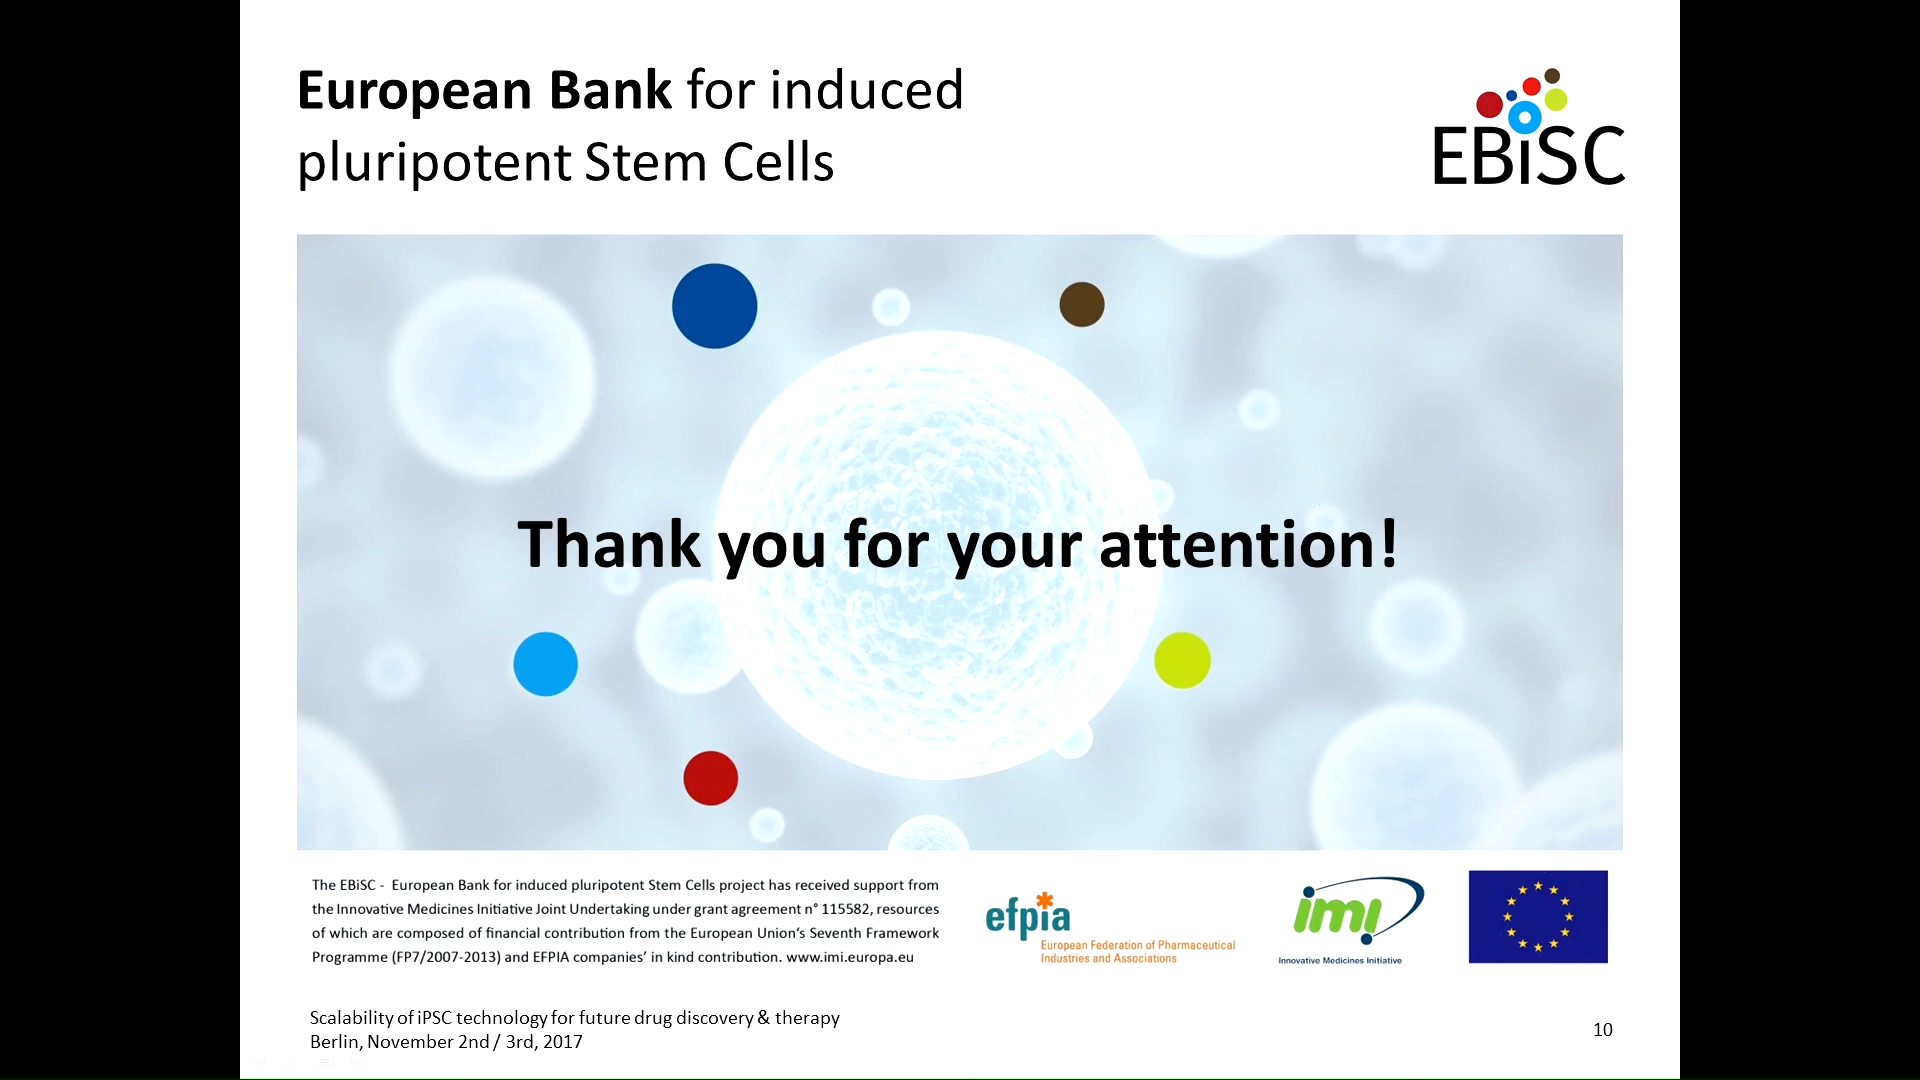 European Bank for induced
pluripotent Stem Cells
EBiSC
Thank you for your attention!
The EBiSC - European Bank for induced pluripotent Stem Cells project has received support from
the Innovative Medicines Initiative Joint Undertaking under grant agreement n° 115582, resources
of which are composed of financial contribution from the European Union‘s Seventh Framework
Programme (FP7/2007-2013) and EFPIA companies’ in kind contribution. www.imi.europa.eu
efpia
European Federation of Pharmaceutical
Industries and Associations
imi
Innovative Medicines Initiative
Scalability of iPSC technology for future drug discovery & therapy
Berlin, November 2nd / 3rd, 2017
10